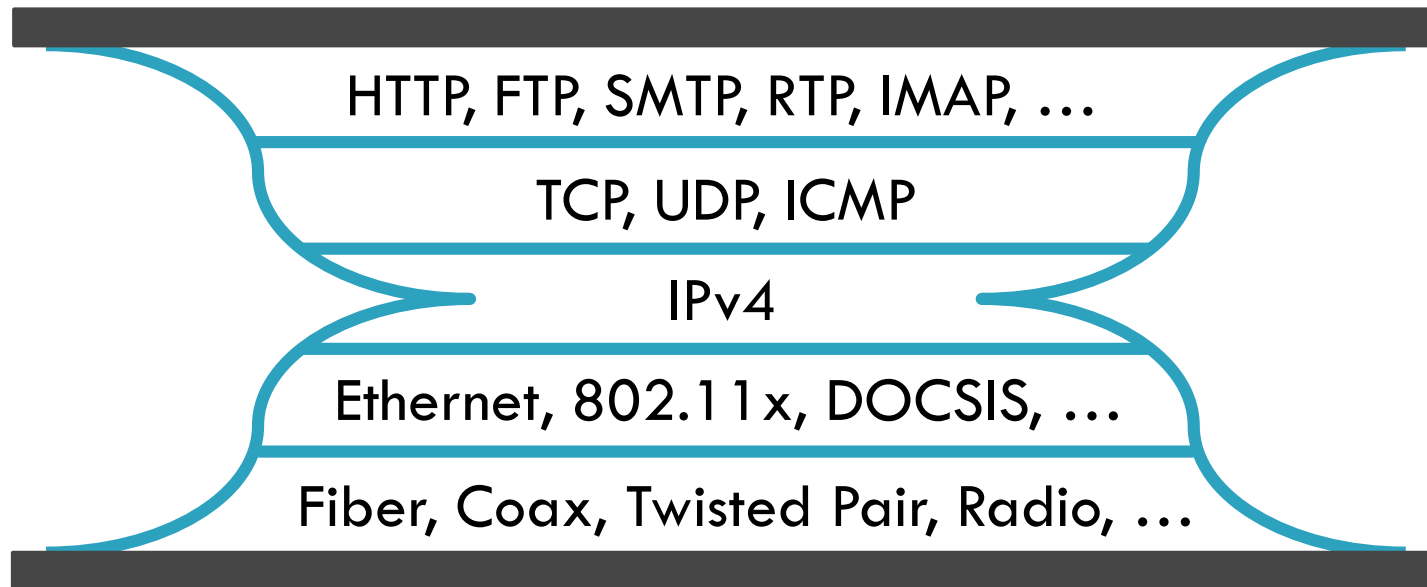 HTTP, FTP, SMTP, RTP, IMAP, …
TCP, UDP, ICMP
IPv4
Ethernet, 802.11x, DOCSIS, …
Fiber, Coax, Twisted Pair, Radio, …